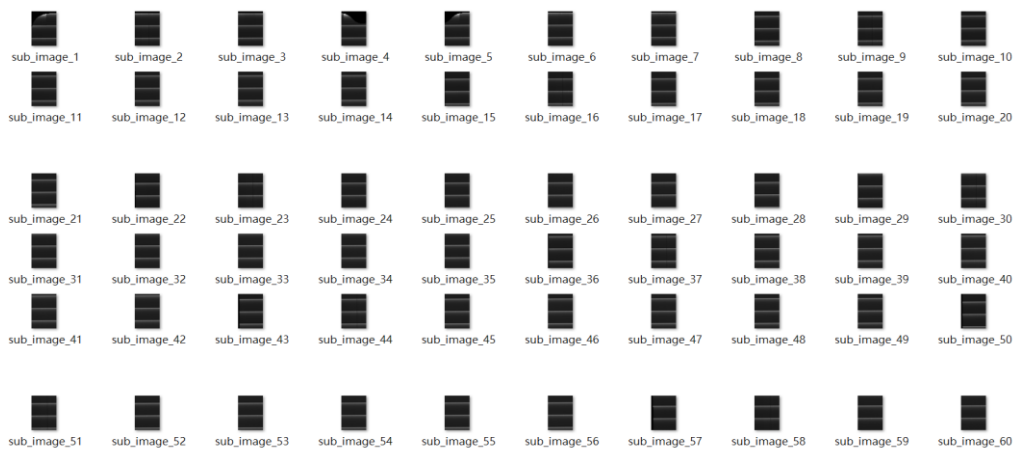 sub_image_1 sub_image_2 sub_image_3 sub_image_4 sub_image_5 sub_image_6 sub_image_7 sub_image_8 sub_image_9 sub_image_10
sub_image_11 sub_image_12 sub_image_13 sub_image_14 sub_image_15 sub_image_16 sub_image_17 sub_image_18 sub_image_19 sub_image_20
sub_image_21 sub_image_22 sub_image_23 sub_image_24 sub_image_25 sub_image_26 sub_image_27 sub_image_28 sub_image_29 sub_image_30
sub_image_31 sub_image_32 sub_image_33 sub_image_34 sub_image_35 sub_image_36 sub_image_37 sub_image_38 sub_image_39 sub_image_40
sub_image_41 sub_image_42 sub_image_43 sub_image_44 sub_image_45 sub_image_46 sub_image_47 sub_image_48 sub_image_49 sub_image_50
sub_image_51 sub_image_52 sub_image_53 sub_image_54 sub_image_55 sub_image_56 sub_image_57 sub_image_58 sub_image_59 sub_image_60